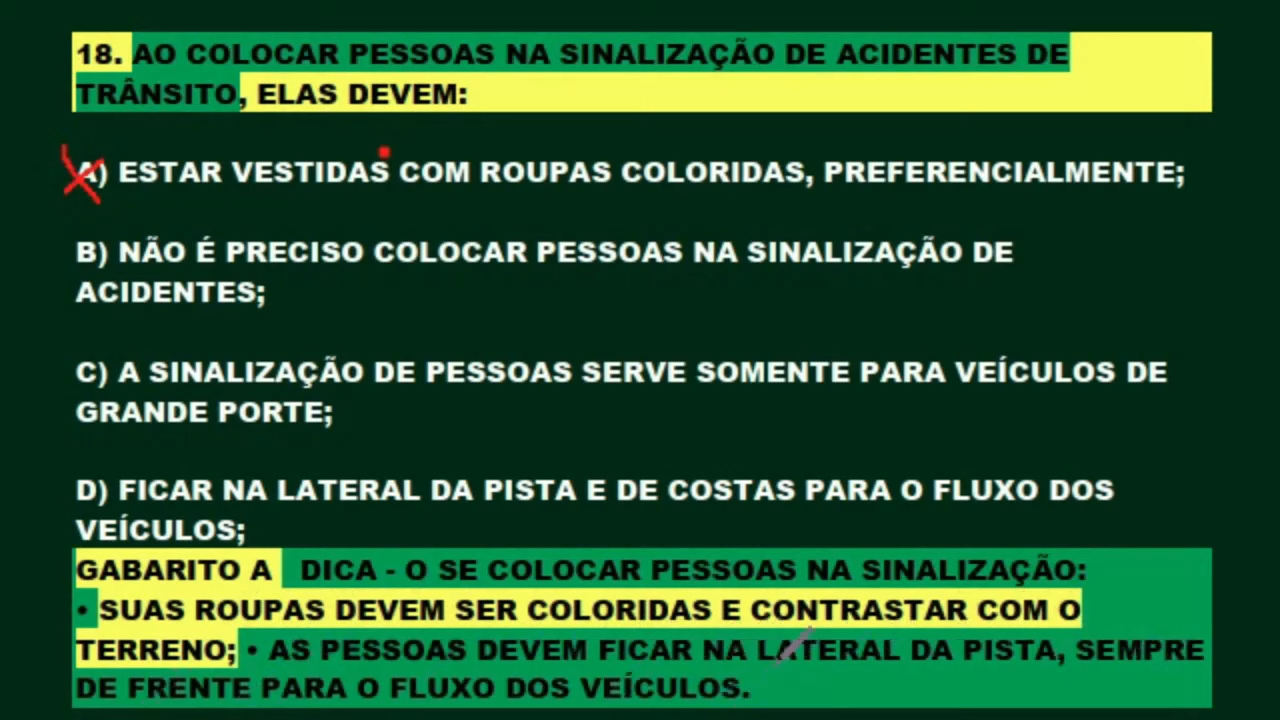 18. AO COLOCAR PESSOAS NA SINALIZAÇÃO DE ACIDENTES DE
TRÂNSITO, ELAS DEVEM:
A) ESTAR VESTIDAS COM ROUPAS COLORIDAS, PREFERENCIALMENTE;
B) NÃO É PRECISO COLOCAR PESSOAS NA SINALIZAÇÃO DE
ACIDENTES;
C) A SINALIZAÇÃO DE PESSOAS SERVE SOMENTE PARA VEÍCULOS DE
GRANDE PORTE;
D) FICAR NA LATERAL DA PISTA E DE COSTAS PARA O FLUXO DOS
VEÍCULOS;
GABARITO A DICA - O SE COLOCAR PESSOAS NA SINALIZAÇÃO:
• SUAS ROUPAS DEVEM SER COLORIDAS E CONTRASTAR COM O
TERRENO; • AS PESSOAS DEVEM FICAR NA LATERAL DA PISTA, SEMPRE
DE FRENTE PARA O FLUXO DOS VEÍCULOS.